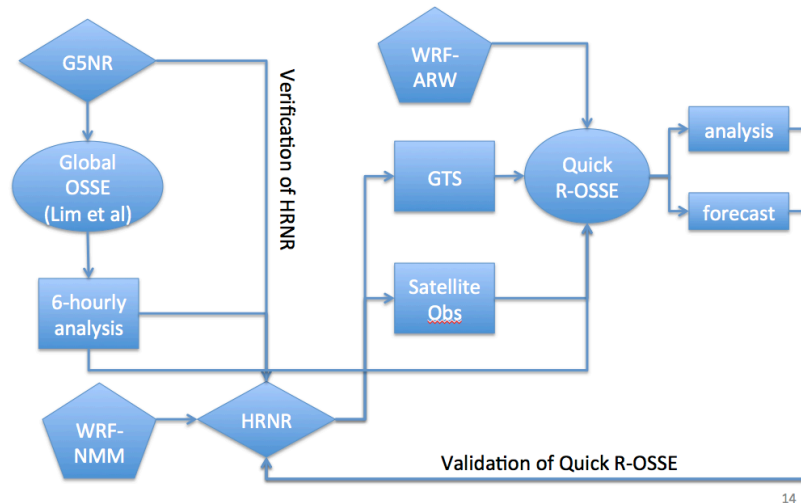 G5NR
Global
OSSE
(Lim et al)
6-hourly
analysis
WRF-
NMM
Verification of HRNR
HRNR
WRF-
ARW
GTS
Satellite
Obs
Quick
R-OSSE
analysis
forecast
Validation of Quick R-OSSE
14